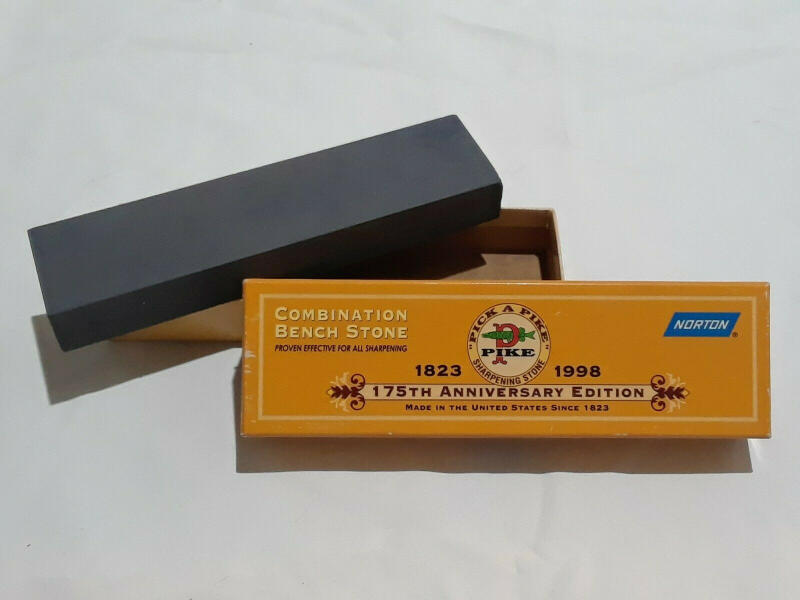 COMBINATION
BENCH STONE
PROVEN EFFECTIVE FOR ALL SHARPENING
"PICK A PIKE"
P
PIKE
SHARPENING STONE
1823 1998
NORTON®
175TH ANNIVERSARY EDITION
MADE IN THE UNITED STATES SINCE 1823